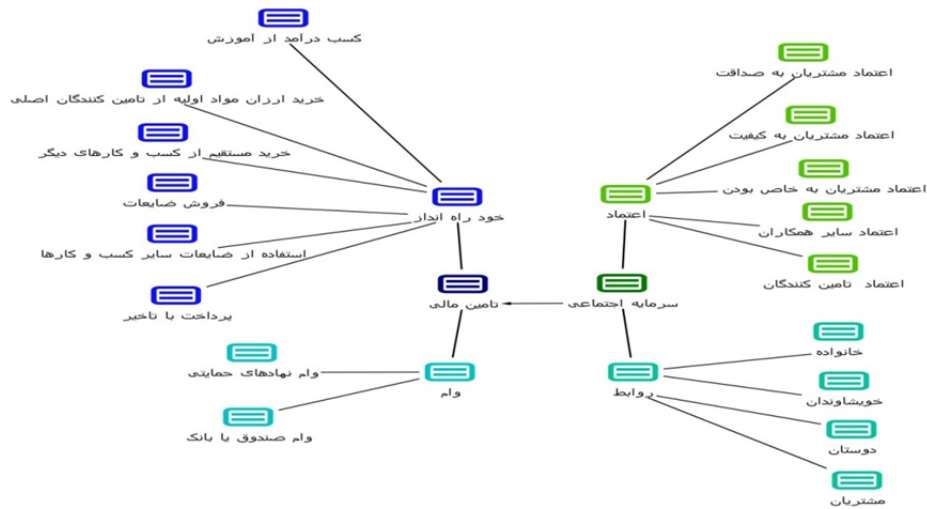 کسب درآمد از آموزش
اعتماد مشتریان به صداقت
خرید ارزان مواد اولیه از تامین کنندگان اصلی
اعتماد مشتریان به کیفیت
خرید مستقیم از کسب و کارهای دیگر
اعتماد مشتریان به خاص بودن
فروش ضایعات
خود راه انداز
اعتماد
اعتماد سایر همکاران
استفاده از ضایعات سایر کسب و کارها
اعتماد تامین کنندگان
پرداخت با تاخیر
تامین مالی
سرمایه اجتماعی
خانواده
وام نهادهای حمایتی
وام
روابط
خویشاوندان
وام صندوق یا بانک
دوستان
مشتریان